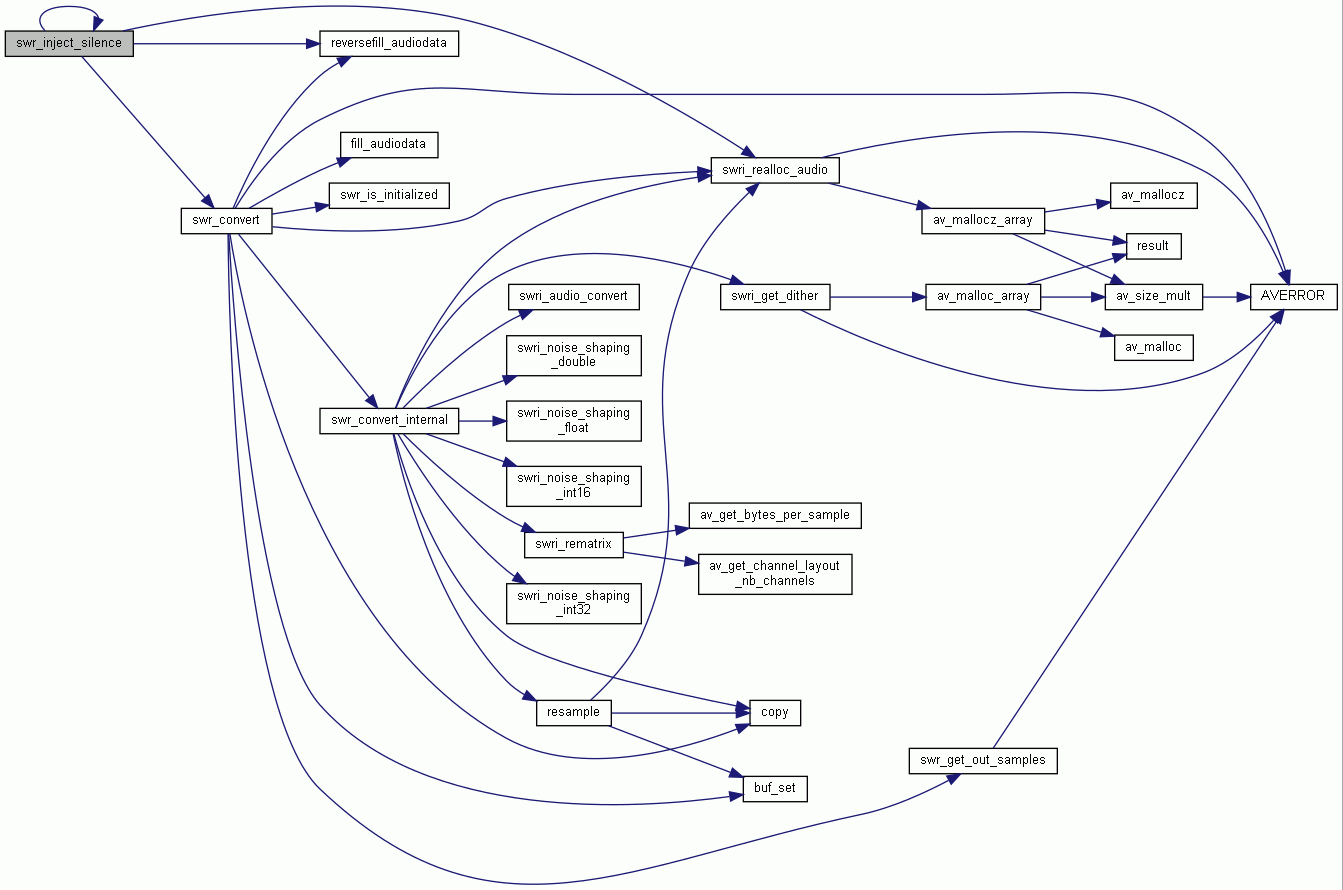 swr_inject_silence
reversefill_audiodata
fill_audiodata
swri_realloc_audio
swr_is_initialized
av_mallocz
swr_convert
av_mallocz_array
result
swri_audio_convert
swri_get_dither
av_malloc_array
av_size_mult
AVERROR
swri_noise_shaping
_double
av_malloc
swr_convert_internal
swri_noise_shaping
_float
swri_noise_shaping
_int16
av_get_bytes_per_sample
swri_rematrix
av_get_channel_layout
_nb_channels
swri_noise_shaping
_int32
resample
copy
swr_get_out_samples
buf_set